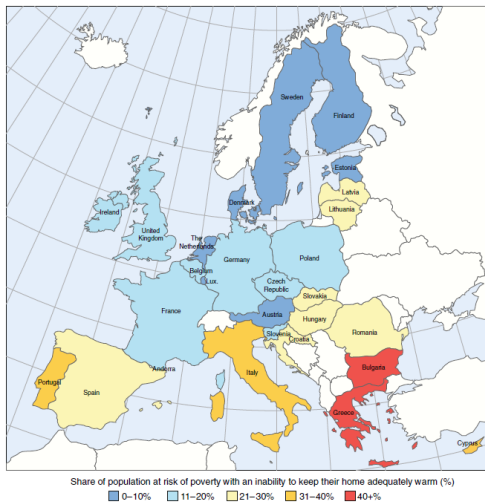 Sweden
Finland
Estonia
Latvia
Lithuania
Denmark
Ireland
United
Kingdom
The
Netherlands
Belgium
Lux.
Germany
Poland
Czech
Republic
Slovakia
France
Austria
Hungary
Slovenia
Croatia
Romania
Andorra
Italy
Bulgaria
Portugal
Spain
Greece
Cyprus
Share of population at risk of poverty with an inability to keep their home adequately warm (%)
0–10% 11–20% 21–30% 31–40% 40+%